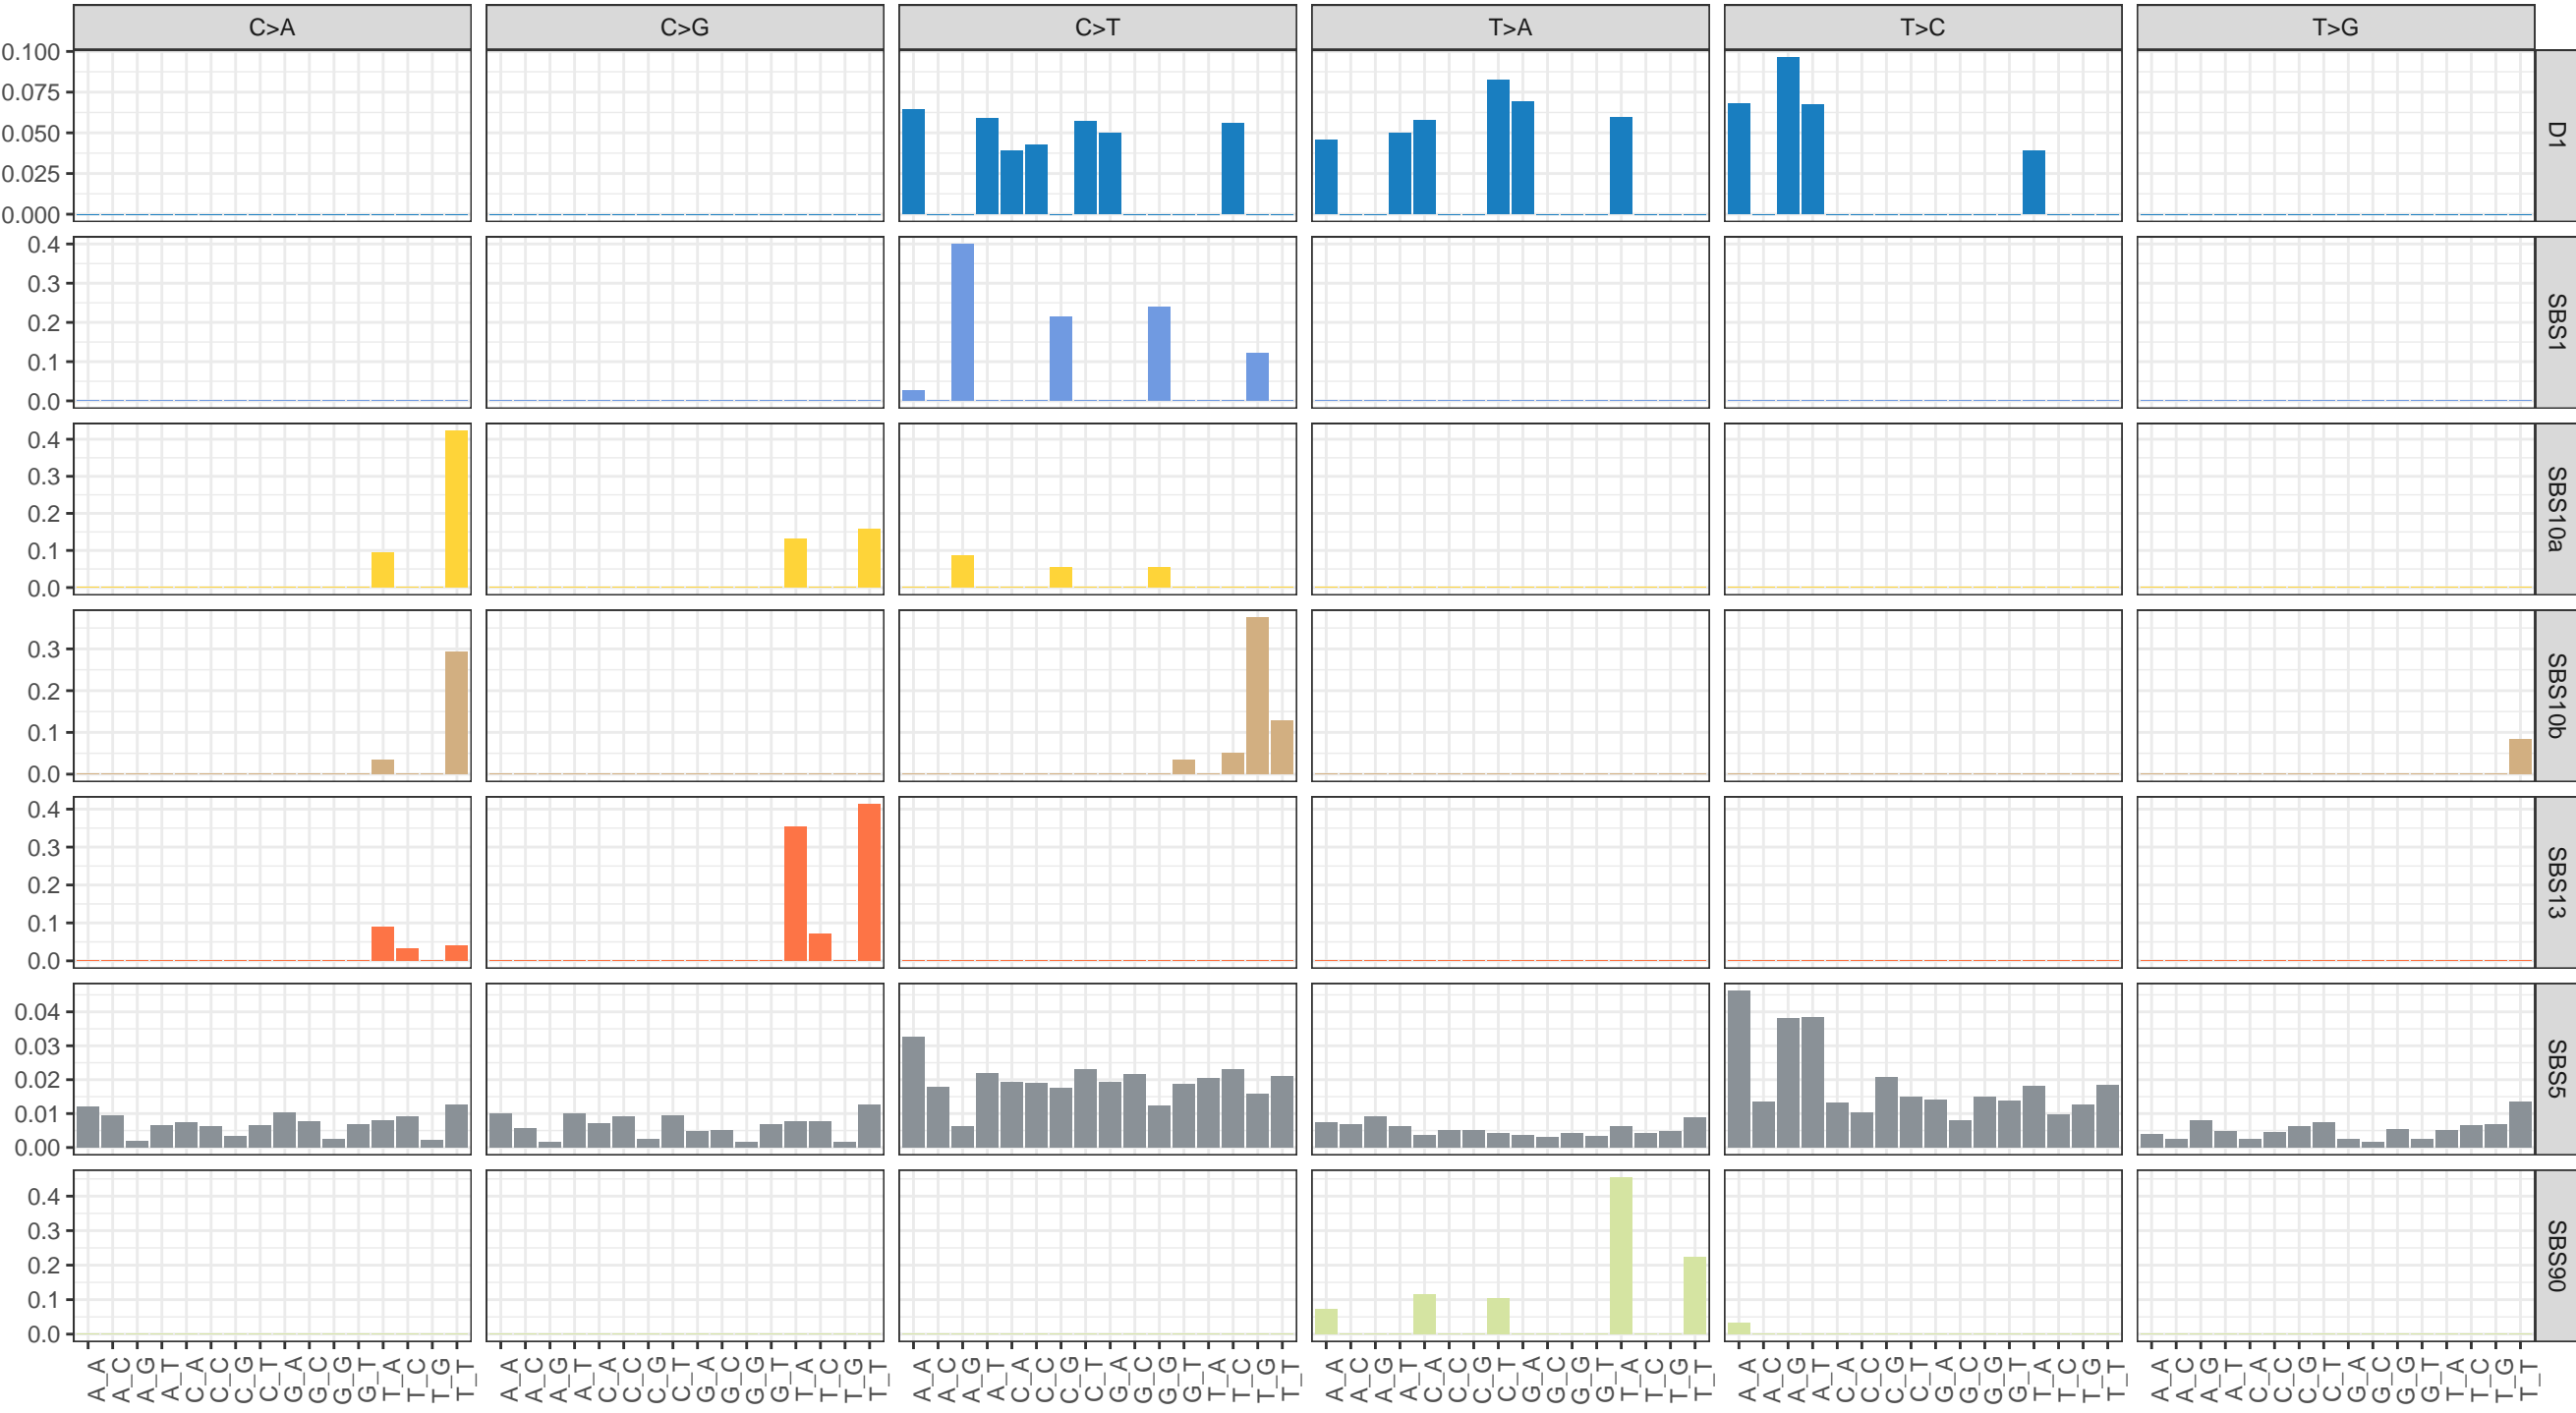 C>A C>G C>T T>A T>C T>G
0.100
0.075
0.050
0.025
0.000
D1
0.4
0.3
0.2
0.1
0.0
SBS1
0.4
0.3
0.2
0.1
0.0
SBS10a
0.3
0.2
0.1
0.0
SBS10b
0.4
0.3
0.2
0.1
0.0
SBS13
0.04
0.03
0.02
0.01
0.00
SBS5
0.4
0.3
0.2
0.1
0.0
SBS90
A_A A_C A_G A_T C_A C_C C_G C_T G_A G_C G_G G_T T_A T_C T_G T_T
A_A A_C A_G A_T C_A C_C C_G C_T G_A G_C G_G G_T T_A T_C T_G T_T
A_A A_C A_G A_T C_A C_C C_G C_T G_A G_C G_G G_T T_A T_C T_G T_T
A_A A_C A_G A_T C_A C_C C_G C_T G_A G_C G_G G_T T_A T_C T_G T_T
A_A A_C A_G A_T C_A C_C C_G C_T G_A G_C G_G G_T T_A T_C T_G T_T
A_A A_C A_G A_T C_A C_C C_G C_T G_A G_C G_G G_T T_A T_C T_G T_T